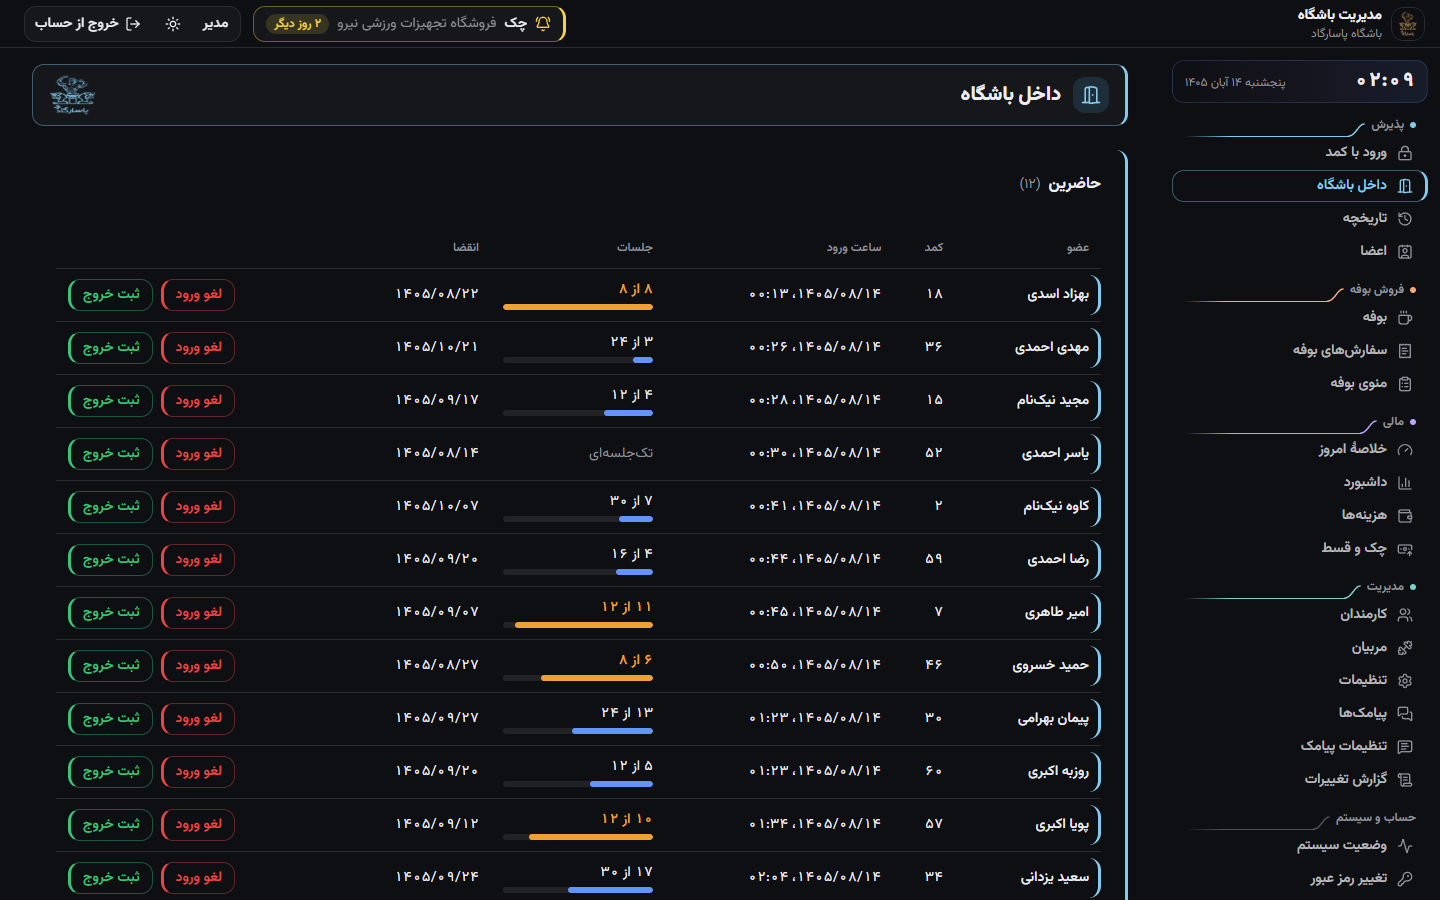 مدیریت باشگاه
باشگاه پاسارگاد
چک فروشگاه تجهیزات ورزشی نیرو ۲ روز دیگر
مدیر
خروج از حساب
۰۲:۰۹
پنجشنبه ۱۴ آبان ۱۴۰۵
پذیرش
ورود با کمد
داخل باشگاه
تاریخچه
اعضا
فروش بوفه
بوفه
سفارش‌های بوفه
منوی بوفه
مالی
خلاصهٔ امروز
داشبورد
هزینه‌ها
چک و قسط
مدیریت
کارمندان
مربیان
تنظیمات
پیامک‌ها
تنظیمات پیامک
گزارش تغییرات
حساب و سیستم
وضعیت سیستم
تغییر رمز عبور
داخل باشگاه
پاسارگاد
حاضرین (۱۲)
عضو کمد ساعت ورود جلسات انقضا
بهزاد اسدی ۱۸ ۱۴۰۵/۰۸/۱۴، ۰۰:۱۳ ۸ از ۸ ۱۴۰۵/۰۸/۲۲ لغو ورود ثبت خروج
مهدی احمدی ۳۶ ۱۴۰۵/۰۸/۱۴، ۰۰:۲۶ ۳ از ۲۴ ۱۴۰۵/۱۰/۲۱ لغو ورود ثبت خروج
مجید نیک‌نام ۱۵ ۱۴۰۵/۰۸/۱۴، ۰۰:۲۸ ۴ از ۱۲ ۱۴۰۵/۰۹/۱۷ لغو ورود ثبت خروج
یاسر احمدی ۵۲ ۱۴۰۵/۰۸/۱۴، ۰۰:۳۰ تک‌جلسه‌ای ۱۴۰۵/۰۸/۱۴ لغو ورود ثبت خروج
کاوه نیک‌نام ۲ ۱۴۰۵/۰۸/۱۴، ۰۰:۴۱ ۷ از ۳۰ ۱۴۰۵/۱۰/۰۷ لغو ورود ثبت خروج
رضا احمدی ۵۹ ۱۴۰۵/۰۸/۱۴، ۰۰:۴۴ ۴ از ۱۶ ۱۴۰۵/۰۹/۲۰ لغو ورود ثبت خروج
امیر طاهری ۷ ۱۴۰۵/۰۸/۱۴، ۰۰:۴۵ ۱۱ از ۱۲ ۱۴۰۵/۰۹/۰۷ لغو ورود ثبت خروج
حمید خسروی ۴۶ ۱۴۰۵/۰۸/۱۴، ۰۰:۵۰ ۶ از ۸ ۱۴۰۵/۰۸/۲۷ لغو ورود ثبت خروج
پیمان بهرامی ۳۰ ۱۴۰۵/۰۸/۱۴، ۰۱:۲۳ ۱۳ از ۲۴ ۱۴۰۵/۰۹/۲۷ لغو ورود ثبت خروج
روزبه اکبری ۶۰ ۱۴۰۵/۰۸/۱۴، ۰۱:۲۳ ۵ از ۱۲ ۱۴۰۵/۰۹/۲۰ لغو ورود ثبت خروج
پویا اکبری ۵۷ ۱۴۰۵/۰۸/۱۴، ۰۱:۳۴ ۱۰ از ۱۲ ۱۴۰۵/۰۹/۱۲ لغو ورود ثبت خروج
سعید یزدانی ۳۴ ۱۴۰۵/۰۸/۱۴، ۰۲:۰۴ ۱۷ از ۳۰ ۱۴۰۵/۰۹/۲۴ لغو ورود ثبت خروج